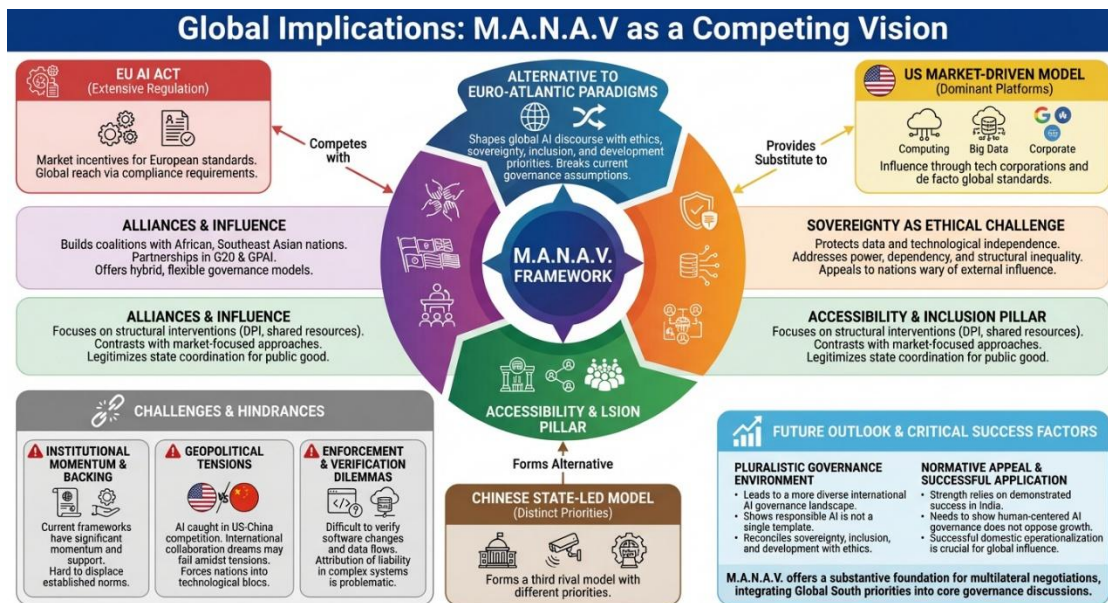 Global Implications: M.A.N.A.V as a Competing Vision
EU AI ACT
(Extensive Regulation)
Market incentives for European standards.
Global reach via compliance requirements.
Competes
with
ALTERNATIVE TO
EURO-ATLANTIC PARADIGMS
Shapes global AI discourse with ethics,
sovereignty, inclusion, and development
priorities. Breaks current
governance assumptions.
Provides
Substitute to
US MARKET-DRIVEN MODEL
(Dominant Platforms)
Computing
Big Data
Corporate
Influence through tech corporations and
de facto global standards.
ALLIANCES & INFLUENCE
Builds coalitions with African, Southeast Asian nations.
Partnerships in G20 & GPAI.
Offers hybrid, flexible governance models.
M.A.N.A.V.
FRAMEWORK
SOVEREIGNTY AS ETHICAL CHALLENGE
Protects data and technological independence.
Addresses power, dependency, and structural inequality.
Appeals to nations wary of external influence.
ALLIANCES & INFLUENCE
Focuses on structural interventions (DPI, shared resources).
Contrasts with market-focused approaches.
Legitimizes state coordination for public good.
ACCESSIBILITY & INCLUSION PILLAR
Focuses on structural interventions (DPI, shared resources).
Contrasts with market-focused approaches.
Legitimizes state coordination for public good.
ACCESSIBILITY & LSION
PILLAR
CHALLENGES & HINDRANCES
INSTITUTIONAL
MOMENTUM &
BACKING
Current frameworks
have significant
momentum and
support.
Hard to displace
established norms.
GEOPOLITICAL
TENSIONS
VS
AI caught in US-China
competition. International
collaboration dreams may
fail amidst tensions.
Forces nations into
technological blocs.
ENFORCEMENT
& VERIFICATION
DILEMMAS
Difficult to verify
software changes
and data flows.
Attribution of liability
in complex systems
is problematic.
Forms Alternative
CHINESE STATE-LED MODEL
(Distinct Priorities)
Forms a third rival model with
different priorities.
FUTURE OUTLOOK & CRITICAL SUCCESS FACTORS
PLURALISTIC GOVERNANCE
ENVIRONMENT
• Leads to a more diverse international
AI governance landscape.
• Shows responsible AI is not a
single template.
• Reconciles sovereignty, inclusion,
and development with ethics.
NORMATIVE APPEAL &
SUCCESSFUL APPLICATION
• Strength relies on demonstrated
success in India.
• Needs to show human-centered AI
governance does not oppose growth.
• Successful domestic operationalization
is crucial for global influence.
M.A.N.A.V. offers a substantive foundation for multilateral negotiations,
integrating Global South priorities into core governance discussions.